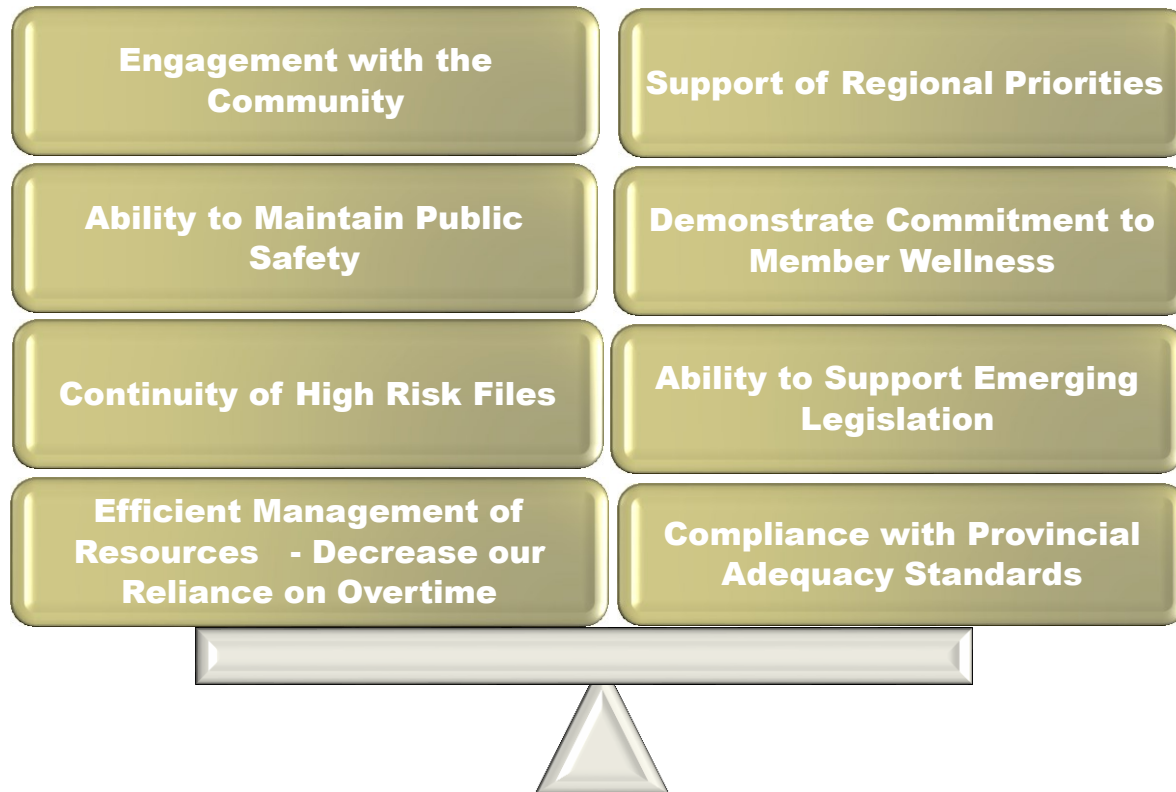 Engagement with the
Community
Support of Regional Priorities
Ability to Maintain Public
Safety
Demonstrate Commitment to
Member Wellness
Continuity of High Risk Files
Ability to Support Emerging
Legislation
Efficient Management of
Resources   - Decrease our
Reliance on Overtime
Compliance with Provincial
Adequacy Standards